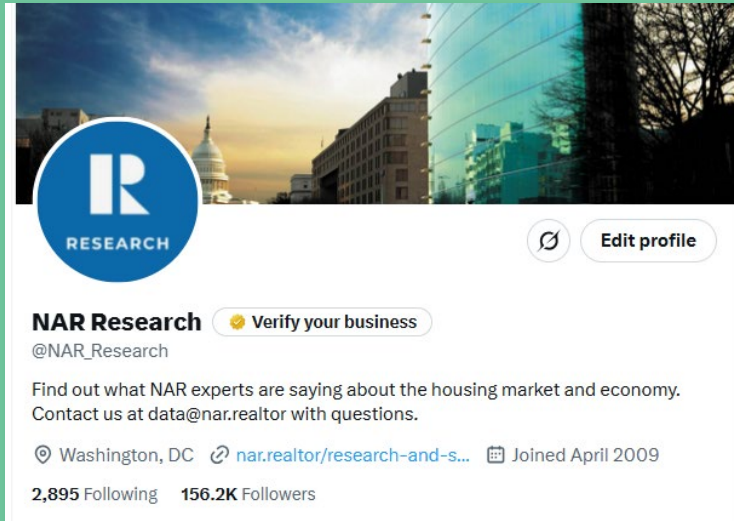 R
RESEARCH
Edit profile
NAR Research Verify your business
@NAR_Research
Find out what NAR experts are saying about the housing market and economy.
Contact us at data@nar.realtor with questions.
Washington, DC nar.realtor/research-and-s... Joined April 2009
2,895 Following 156.2K Followers